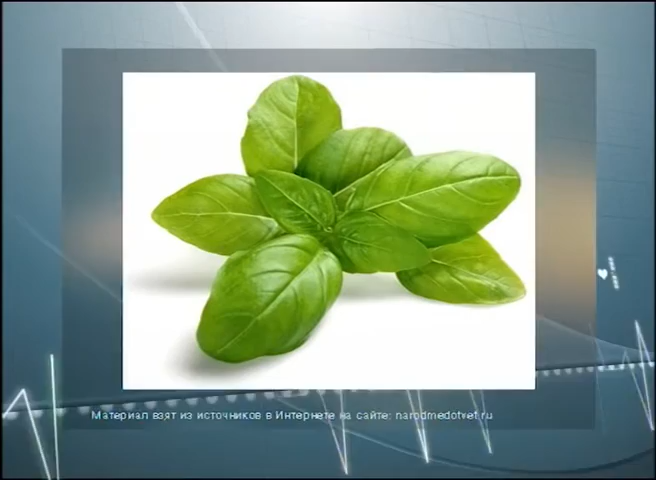 Материал взят из источников в Интернете на сайте: narodmedotvet.ru